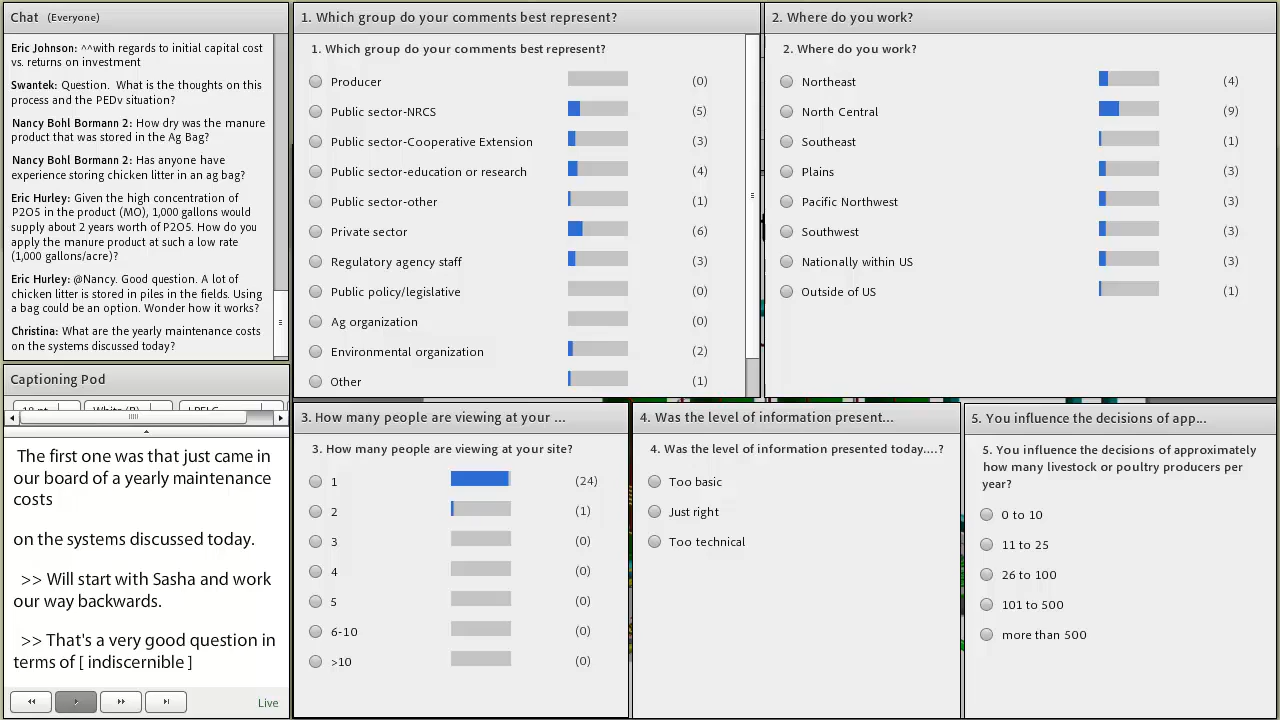 Chat (Everyone)
Eric Johnson: ^^with regards to initial capital cost
vs. returns on investment
Swantek: Question. What is the thoughts on this
process and the PEDv situation?
Nancy Bohl Bormann 2: How dry was the manure
product that was stored in the Ag Bag?
Nancy Bohl Bormann 2: Has anyone have
experience storing chicken litter in an ag bag?
Eric Hurley: Given the high concentration of
P2O5 in the product (MO), 1,000 gallons would
supply about 2 years worth of P2O5. How do you
apply the manure product at such a low rate
(1,000 gallons/acre)?
Eric Hurley: @Nancy. Good question. A lot of
chicken litter is stored in piles in the fields. Using
a bag could be an option. Wonder how it works?
Christina: What are the yearly maintenance costs
on the systems discussed today?
Captioning Pod
The first one was that just came in
our board of a yearly maintenance
costs
on the systems discussed today.
>> Will start with Sasha and work
our way backwards.
>> That's a very good question in
terms of [ indiscernible ]
Live
1. Which group do your comments best represent?
1. Which group do your comments best represent?
Producer (0)
Public sector-NRCS (5)
Public sector-Cooperative Extension (3)
Public sector-education or research (4)
Public sector-other (1)
Private sector (6)
Regulatory agency staff (3)
Public policy/legislative (0)
Ag organization (0)
Environmental organization (2)
Other (1)
2. Where do you work?
2. Where do you work?
Northeast (4)
North Central (9)
Southeast (1)
Plains (3)
Pacific Northwest (3)
Southwest (3)
Nationally within US (3)
Outside of US (1)
3. How many people are viewing at your ...
3. How many people are viewing at your site?
1 (24)
2 (1)
3 (0)
4 (0)
5 (0)
6-10 (0)
>10 (0)
4. Was the level of information present...
4. Was the level of information presented today....?
Too basic
Just right
Too technical
5. You influence the decisions of app...
5. You influence the decisions of approximately
how many livestock or poultry producers per
year?
0 to 10
11 to 25
26 to 100
101 to 500
more than 500